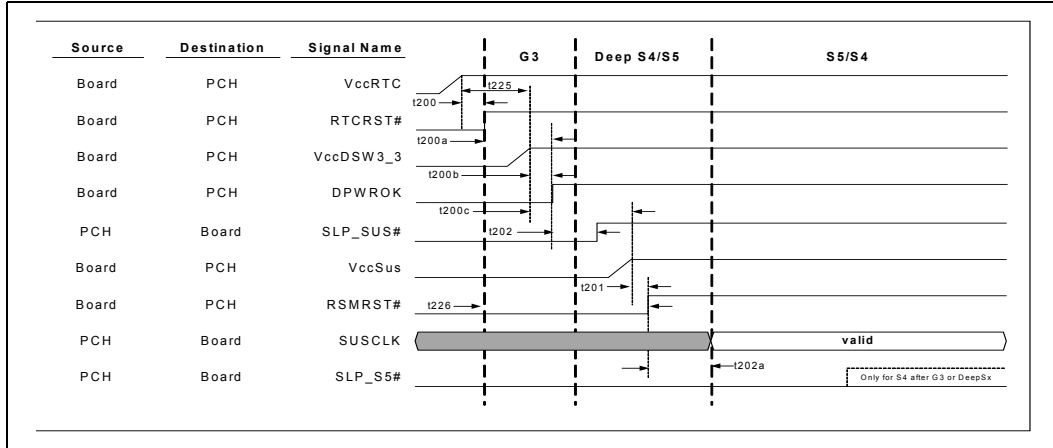 Source Destination Signal Name G3 Deep S4/S5 S5/S4
Board PCH VccRTC
t225
t200
Board PCH RTCRST#
t200a
Board PCH VccDSW3_3
t200b
Board PCH DPWROK
t200c
PCH Board SLP_SUS# t202
Board PCH VccSus
t201
Board PCH RSMRST# t226
PCH Board SUSCLK valid
t202a
PCH Board SLP_S5# Only for S4 after G3 or DeepSx